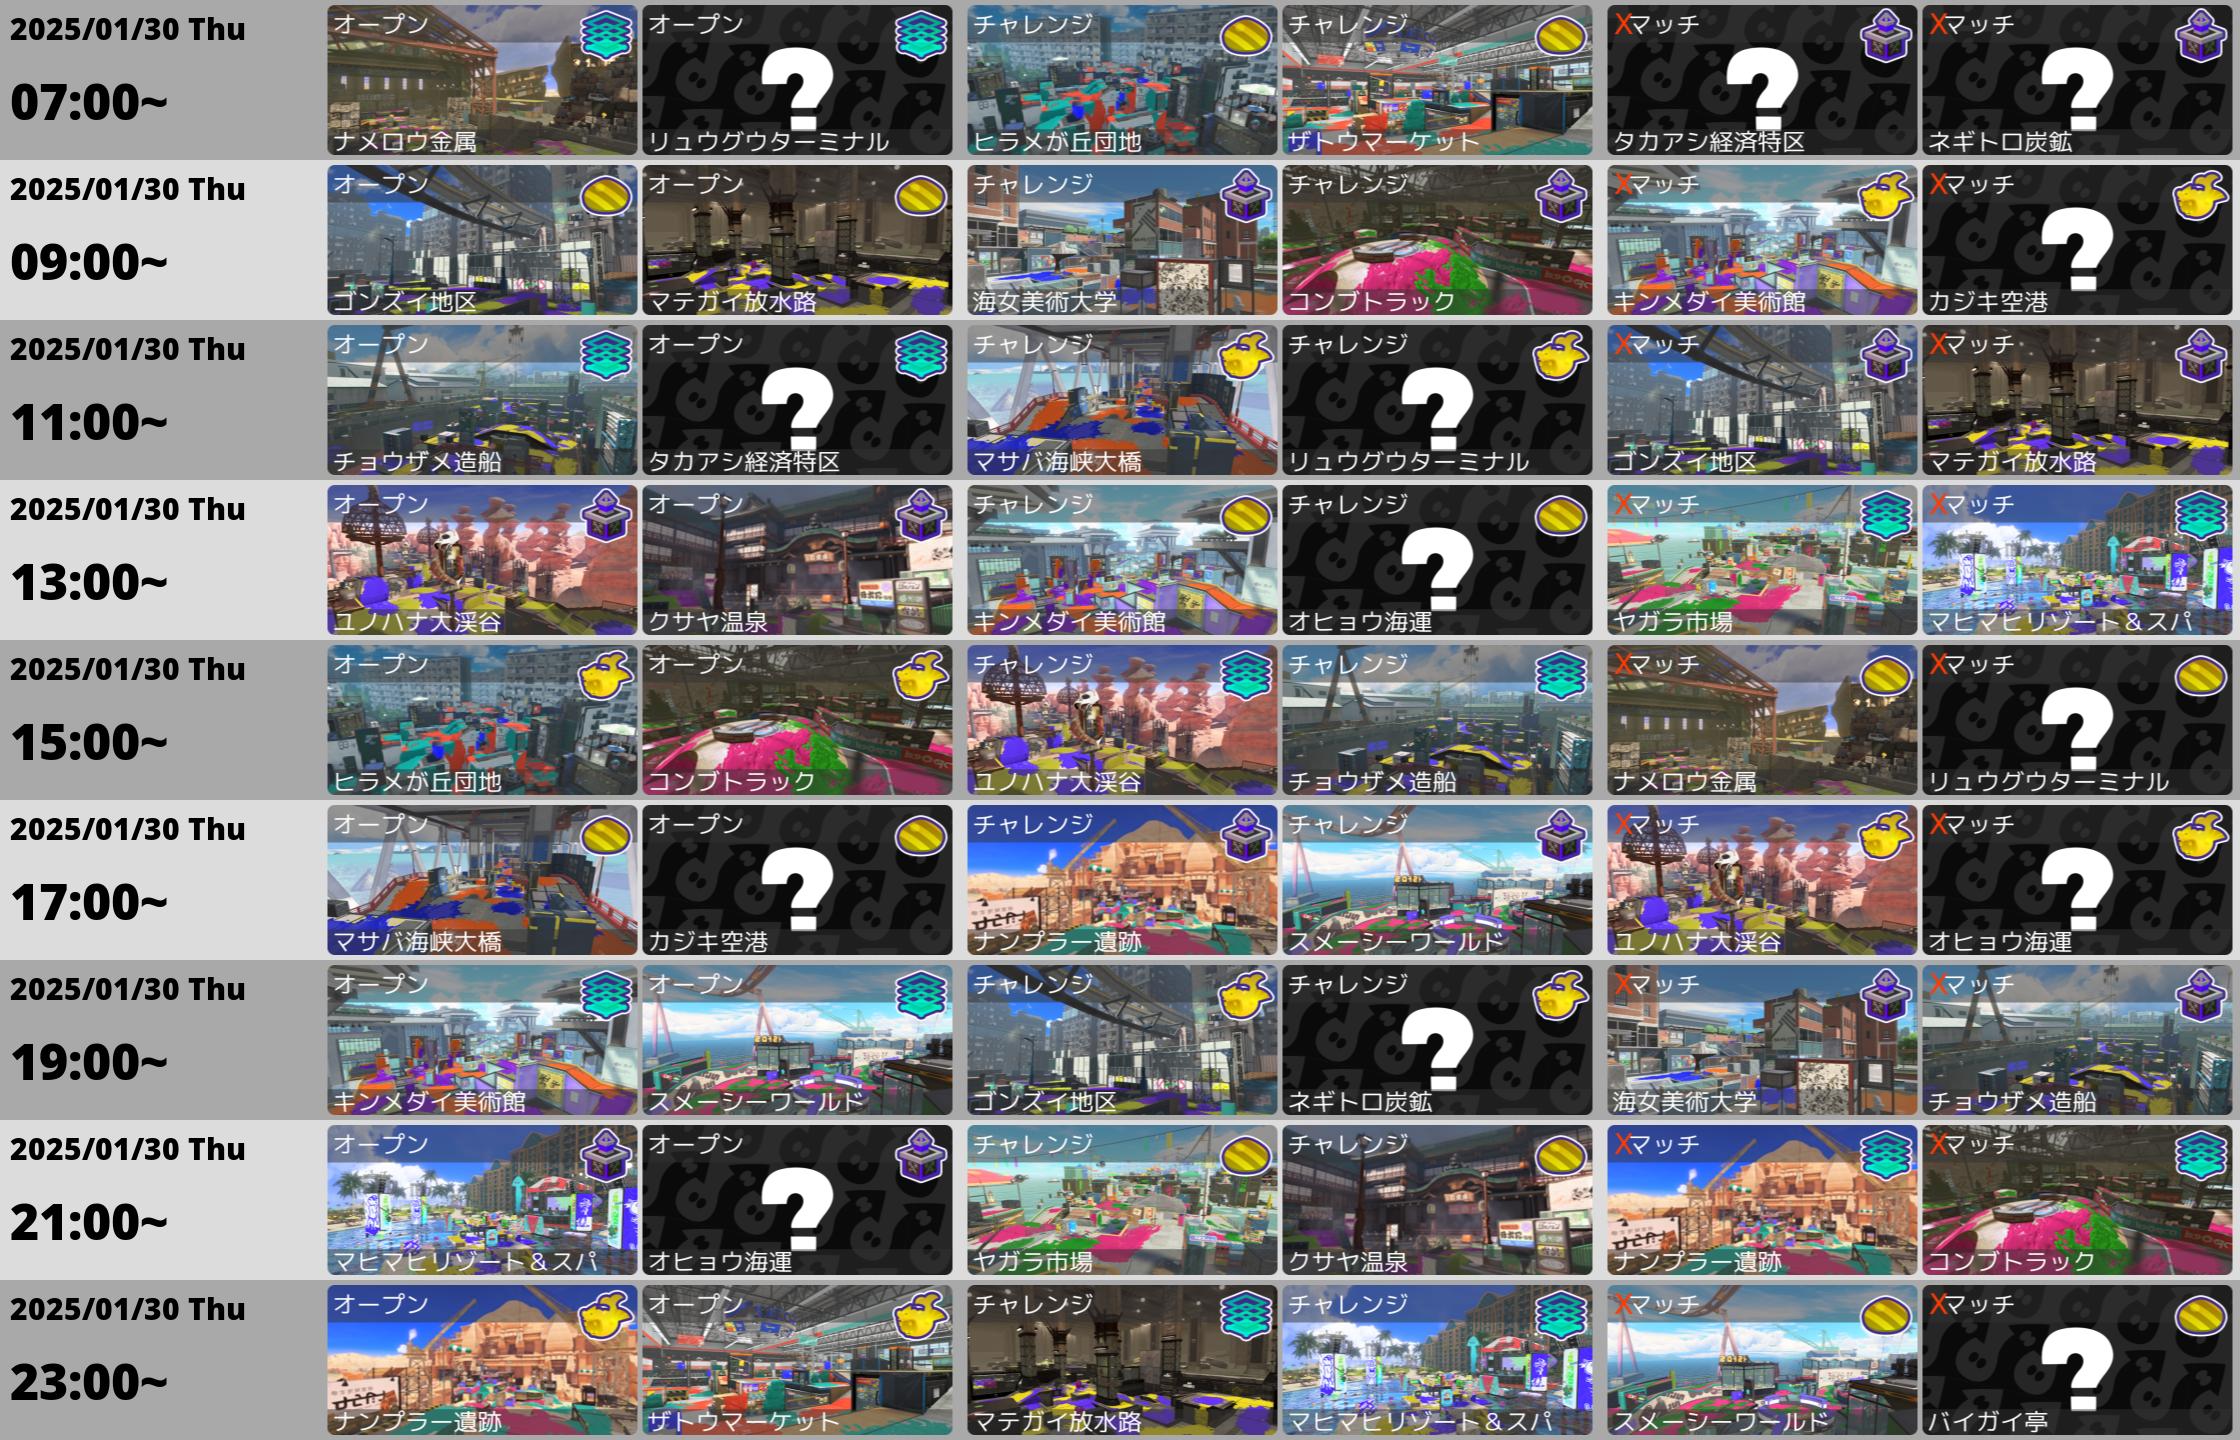 2025/01/30 Thu
07:00~
オープン
ナメロウ金属
オープン
リュウグウターミナル
チャレンジ
ヒラメが丘団地
チャレンジ
ザトウマーケット
Xマッチ
タカアシ経済特区
Xマッチ
ネギトロ炭鉱
2025/01/30 Thu
09:00~
オープン
ゴンズイ地区
オープン
マテガイ放水路
チャレンジ
海女美術大学
チャレンジ
コンブトラック
Xマッチ
キンメダイ美術館
Xマッチ
カジキ空港
2025/01/30 Thu
11:00~
オープン
チョウザメ造船
オープン
タカアシ経済特区
チャレンジ
マサバ海峡大橋
チャレンジ
リュウグウターミナル
Xマッチ
ゴンズイ地区
Xマッチ
マテガイ放水路
2025/01/30 Thu
13:00~
オープン
ユノハナ大渓谷
オープン
クサヤ温泉
チャレンジ
キンメダイ美術館
チャレンジ
オヒョウ海運
Xマッチ
ヤガラ市場
Xマッチ
マヒマヒリゾート＆スパ
2025/01/30 Thu
15:00~
オープン
ヒラメが丘団地
オープン
コンブトラック
チャレンジ
ユノハナ大渓谷
チャレンジ
チョウザメ造船
Xマッチ
ナメロウ金属
Xマッチ
リュウグウターミナル
2025/01/30 Thu
17:00~
オープン
マサバ海峡大橋
オープン
カジキ空港
チャレンジ
ナンプラー遺跡
チャレンジ
スメーシーワールド
Xマッチ
ユノハナ大渓谷
Xマッチ
オヒョウ海運
2025/01/30 Thu
19:00~
オープン
キンメダイ美術館
オープン
スメーシーワールド
チャレンジ
ゴンズイ地区
チャレンジ
ネギトロ炭鉱
Xマッチ
海女美術大学
Xマッチ
チョウザメ造船
2025/01/30 Thu
21:00~
オープン
マヒマヒリゾート＆スパ
オープン
オヒョウ海運
チャレンジ
ヤガラ市場
チャレンジ
クサヤ温泉
Xマッチ
ナンプラー遺跡
Xマッチ
コンブトラック
2025/01/30 Thu
23:00~
オープン
ナンプラー遺跡
オープン
ザトウマーケット
チャレンジ
マテガイ放水路
チャレンジ
マヒマヒリゾート＆スパ
Xマッチ
スメーシーワールド
Xマッチ
バイガイ亭